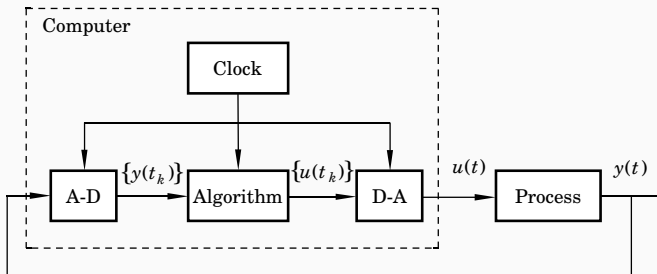 Computer
Clock
A-D
{y(t_k)}
Algorithm
{u(t_k)}
D-A
u(t)
Process
y(t)